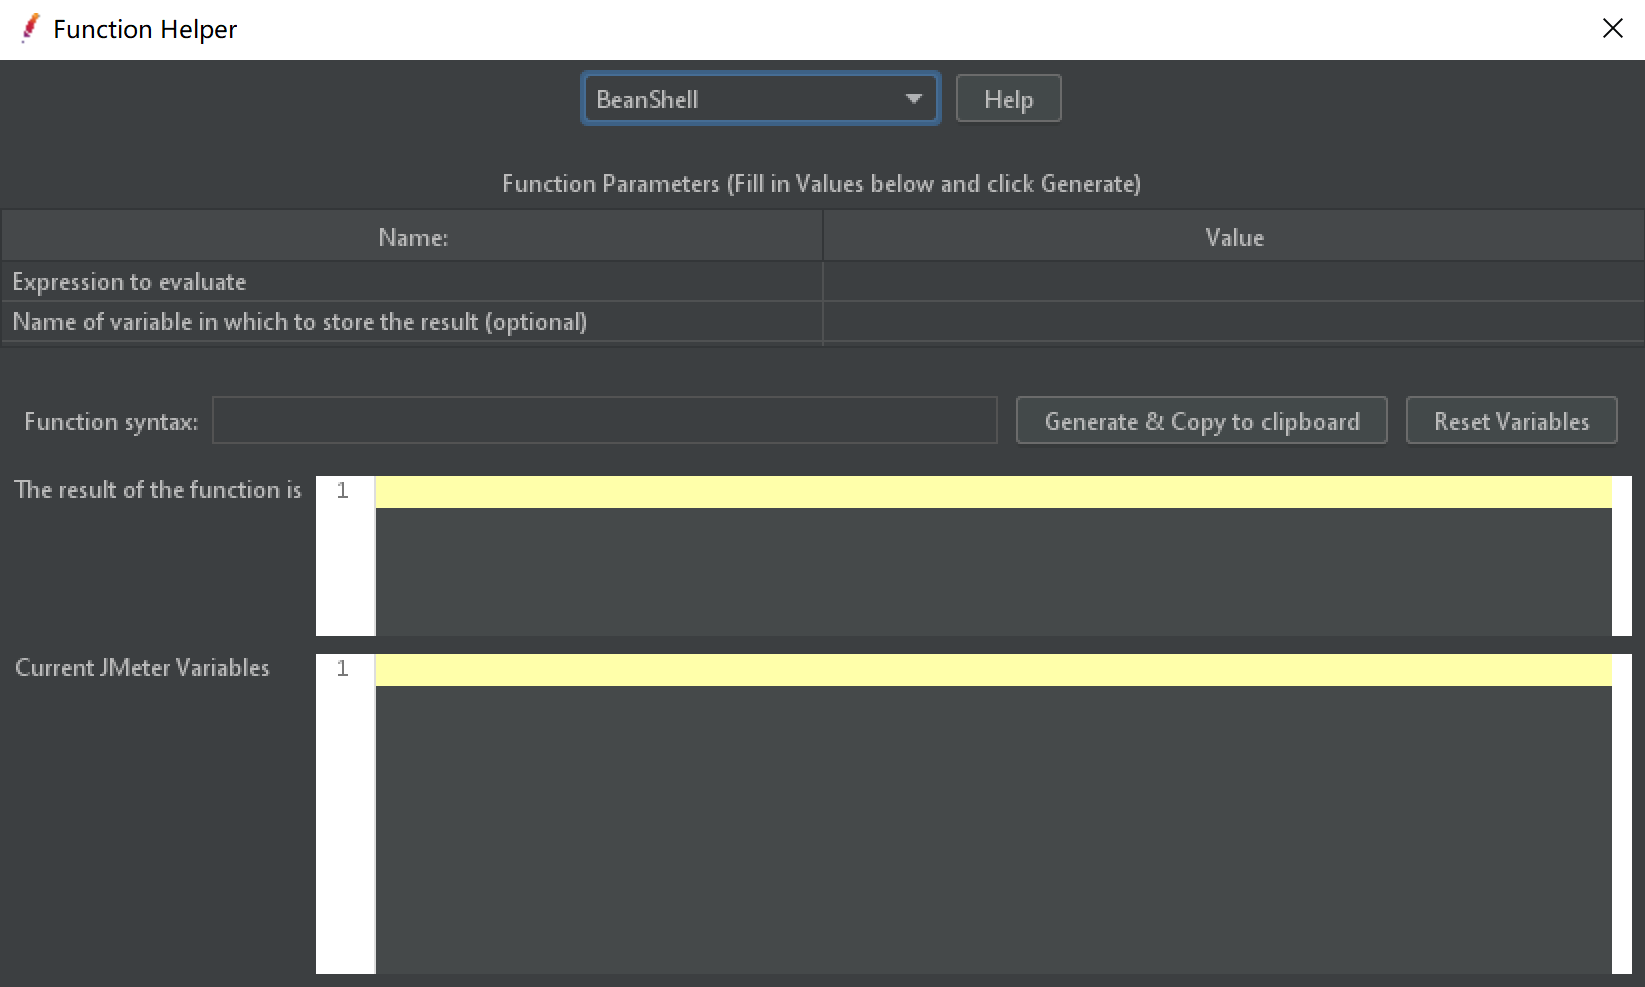 Function Helper
BeanShell
Help
Function Parameters (Fill in Values below and click Generate)
Name: Value
Expression to evaluate
Name of variable in which to store the result (optional)
Function syntax: Generate & Copy to clipboard Reset Variables
The result of the function is 1
Current JMeter Variables 1